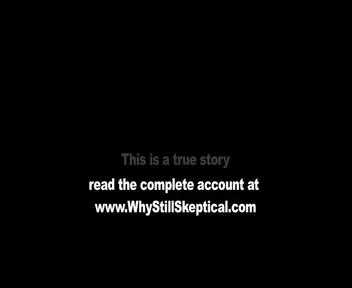 This is a true story
read the complete account at
www.WhyStillSkeptical.com